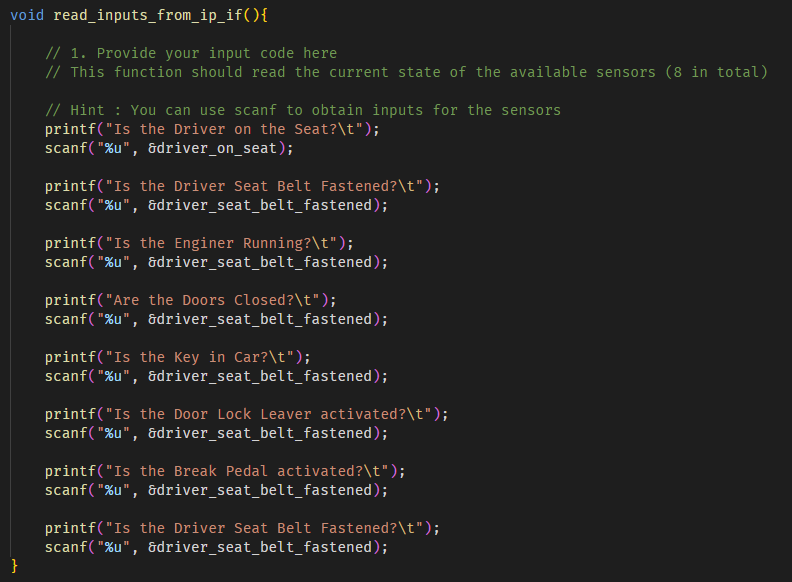 void read_inputs_from_ip_if(){
// 1. Provide your input code here
// This function should read the current state of the available sensors (8 in total)
// Hint : You can use scanf to obtain inputs for the sensors
printf("Is the Driver on the Seat?\t");
scanf("%u", &driver_on_seat);
printf("Is the Driver Seat Belt Fastened?\t");
scanf("%u", &driver_seat_belt_fastened);
printf("Is the Enginer Running?\t");
scanf("%u", &driver_seat_belt_fastened);
printf("Are the Doors Closed?\t");
scanf("%u", &driver_seat_belt_fastened);
printf("Is the Key in Car?\t");
scanf("%u", &driver_seat_belt_fastened);
printf("Is the Door Lock Leaver activated?\t");
scanf("%u", &driver_seat_belt_fastened);
printf("Is the Break Pedal activated?\t");
scanf("%u", &driver_seat_belt_fastened);
printf("Is the Driver Seat Belt Fastened?\t");
scanf("%u", &driver_seat_belt_fastened);
}